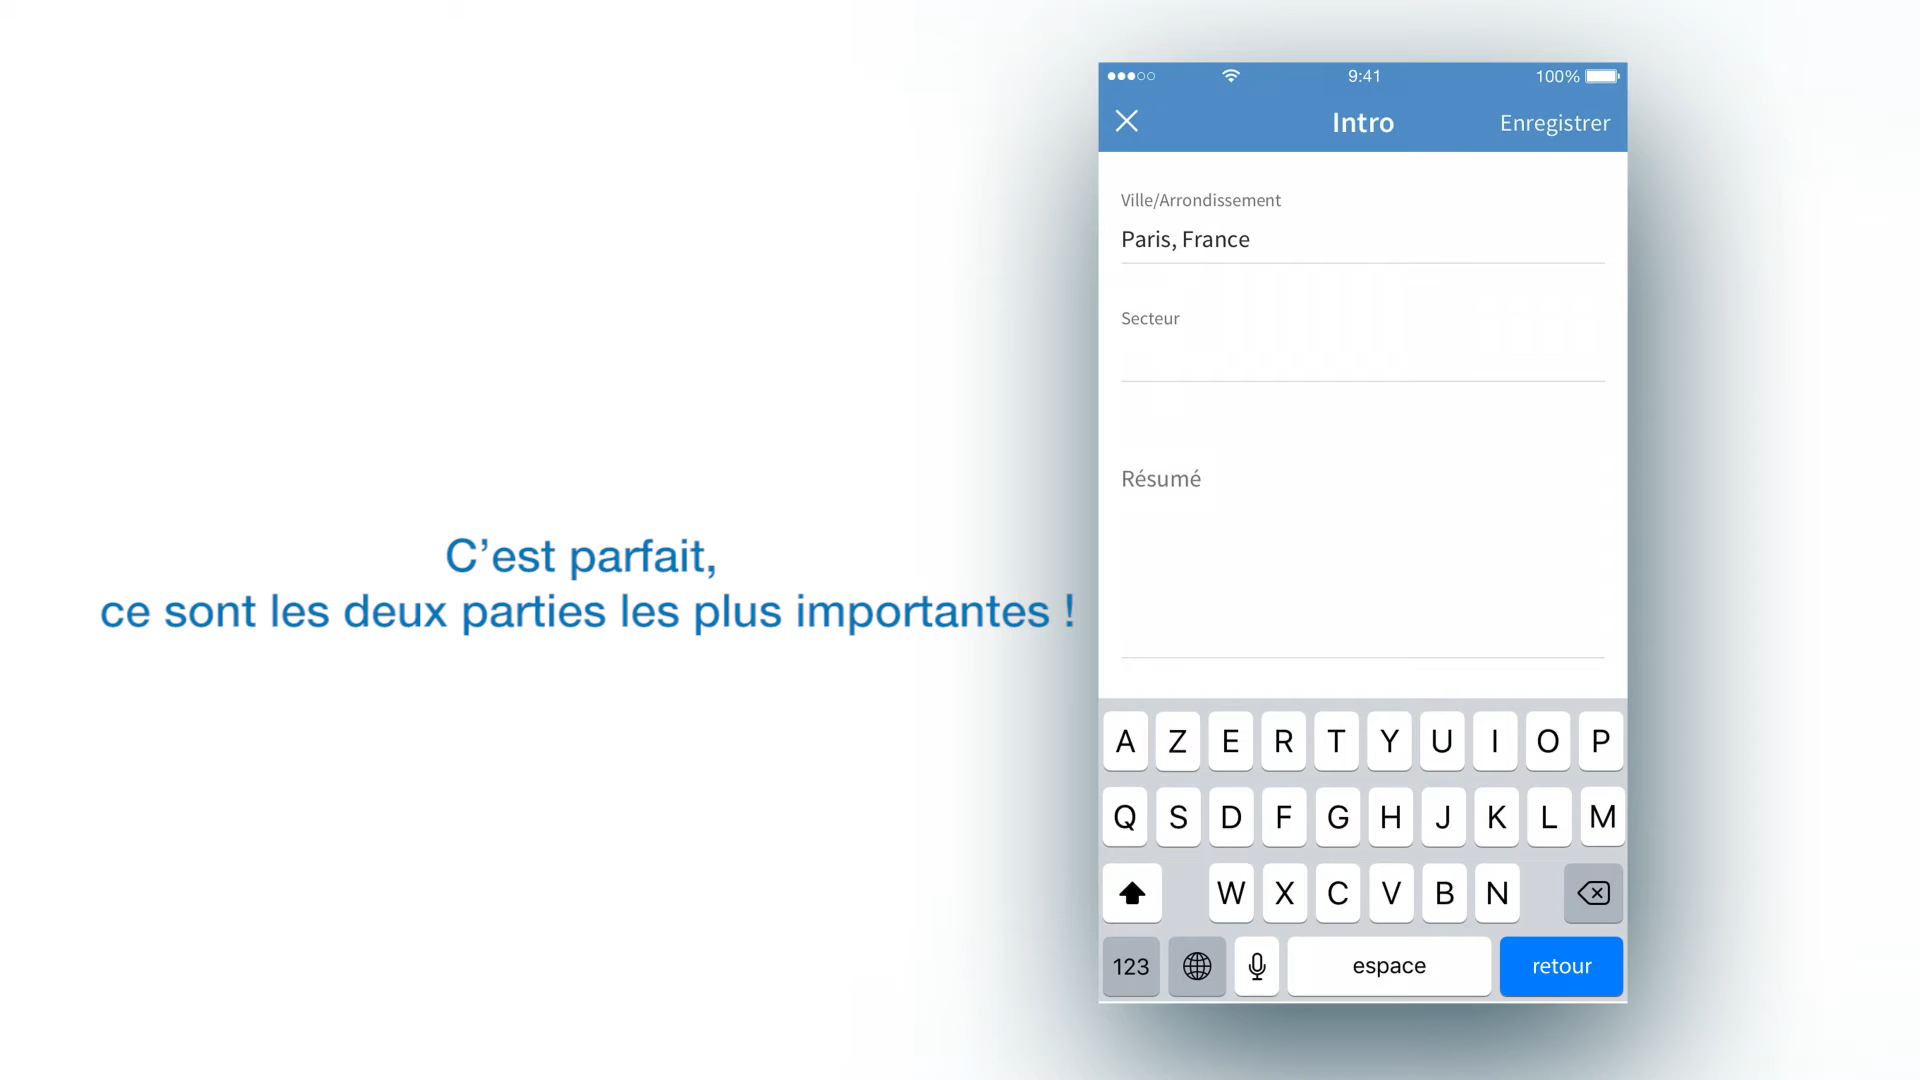 9:41
100%
Intro
Enregistrer
Ville/Arrondissement
Paris, France
Secteur
Résumé
C’est parfait,
ce sont les deux parties les plus importantes !
A Z E R T Y U I O P
Q S D F G H J K L M
W X C V B N
123
espace
retour